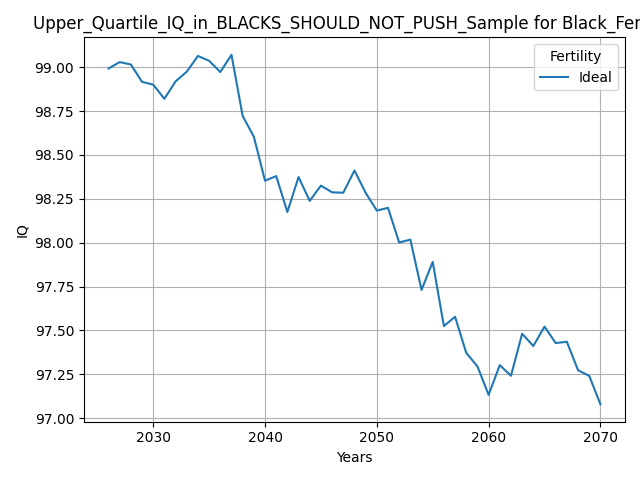 Upper_Quartile_IQ_in_BLACKS_SHOULD_NOT_PUSH_Sample for Black_Fer
Fertility
Ideal
99.00
98.75
98.50
98.25
98.00
97.75
97.50
97.25
97.00
IQ
2030 2040 2050 2060 2070
Years